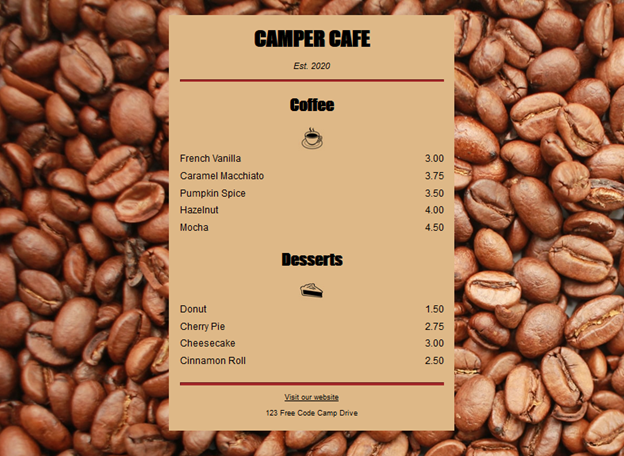 CAMPER CAFE
Est. 2020
Coffee
French Vanilla 3.00
Caramel Macchiato 3.75
Pumpkin Spice 3.50
Hazelnut 4.00
Mocha 4.50
Desserts
Donut 1.50
Cherry Pie 2.75
Cheesecake 3.00
Cinnamon Roll 2.50
Visit our website
123 Free Code Camp Drive